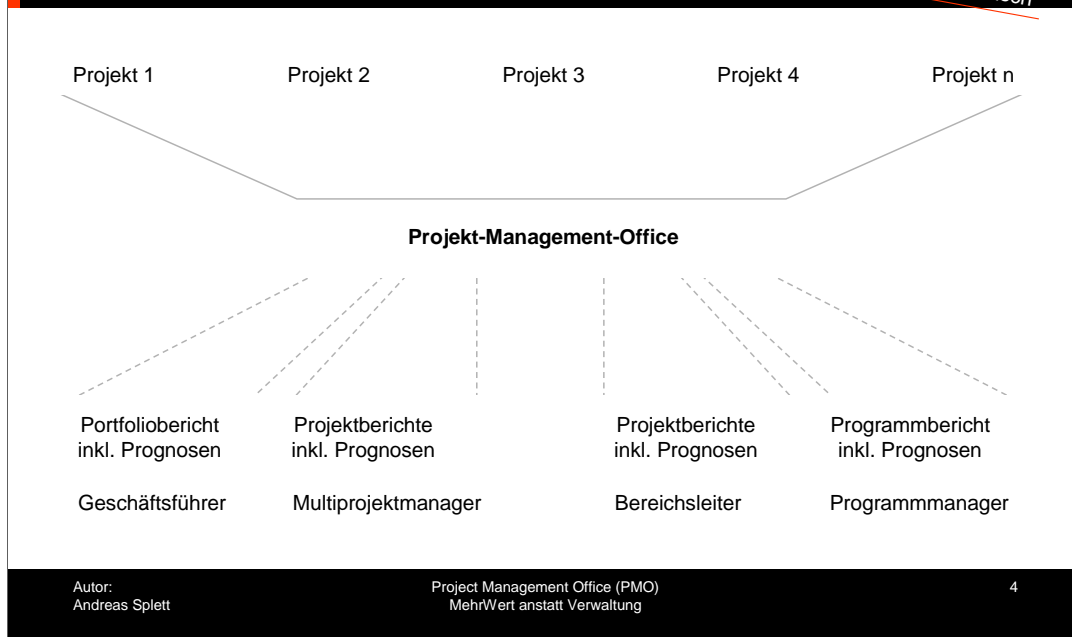 Projekt 1 Projekt 2 Projekt 3 Projekt 4 Projekt n
Projekt-Management-Office
Portfoliobericht
inkl. Prognosen
Projektberichte
inkl. Prognosen
Projektberichte
inkl. Prognosen
Programmbericht
inkl. Prognosen
Geschäftsführer Multiprojektmanager Bereichsleiter Programmmanager
Autor:
Andreas Splett
Project Management Office (PMO)
MehrWert anstatt Verwaltung
4